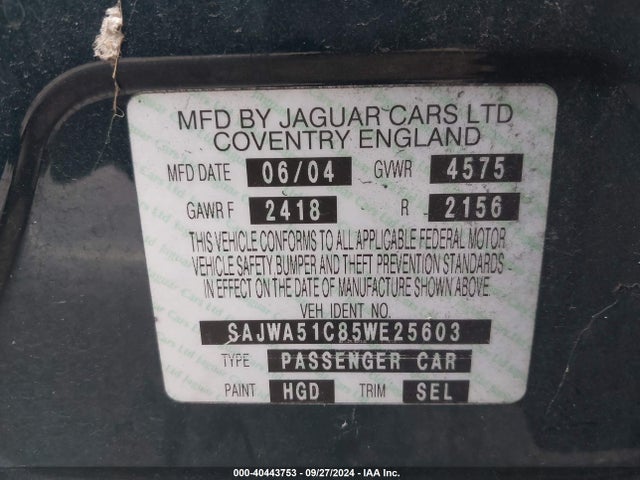 MFD BY JAGUAR CARS LTD
COVENTRY ENGLAND
MFD DATE 06/04 GVWR 4575
GAWR F 2418 R 2156
THIS VEHICLE CONFORMS TO ALL APPLICABLE FEDERAL MOTOR
VEHICLE SAFETY, BUMPER AND THEFT PREVENTION STANDARDS
IN EFFECT ON THE DATE OF MANUFACTURE SHOWN ABOVE.
VEH IDENT NO.
SAJWA51C85WE25603
TYPE PASSENGER CAR
PAINT HGD TRIM SEL
000-40443753 - 09/27/2024 - IAA Inc.